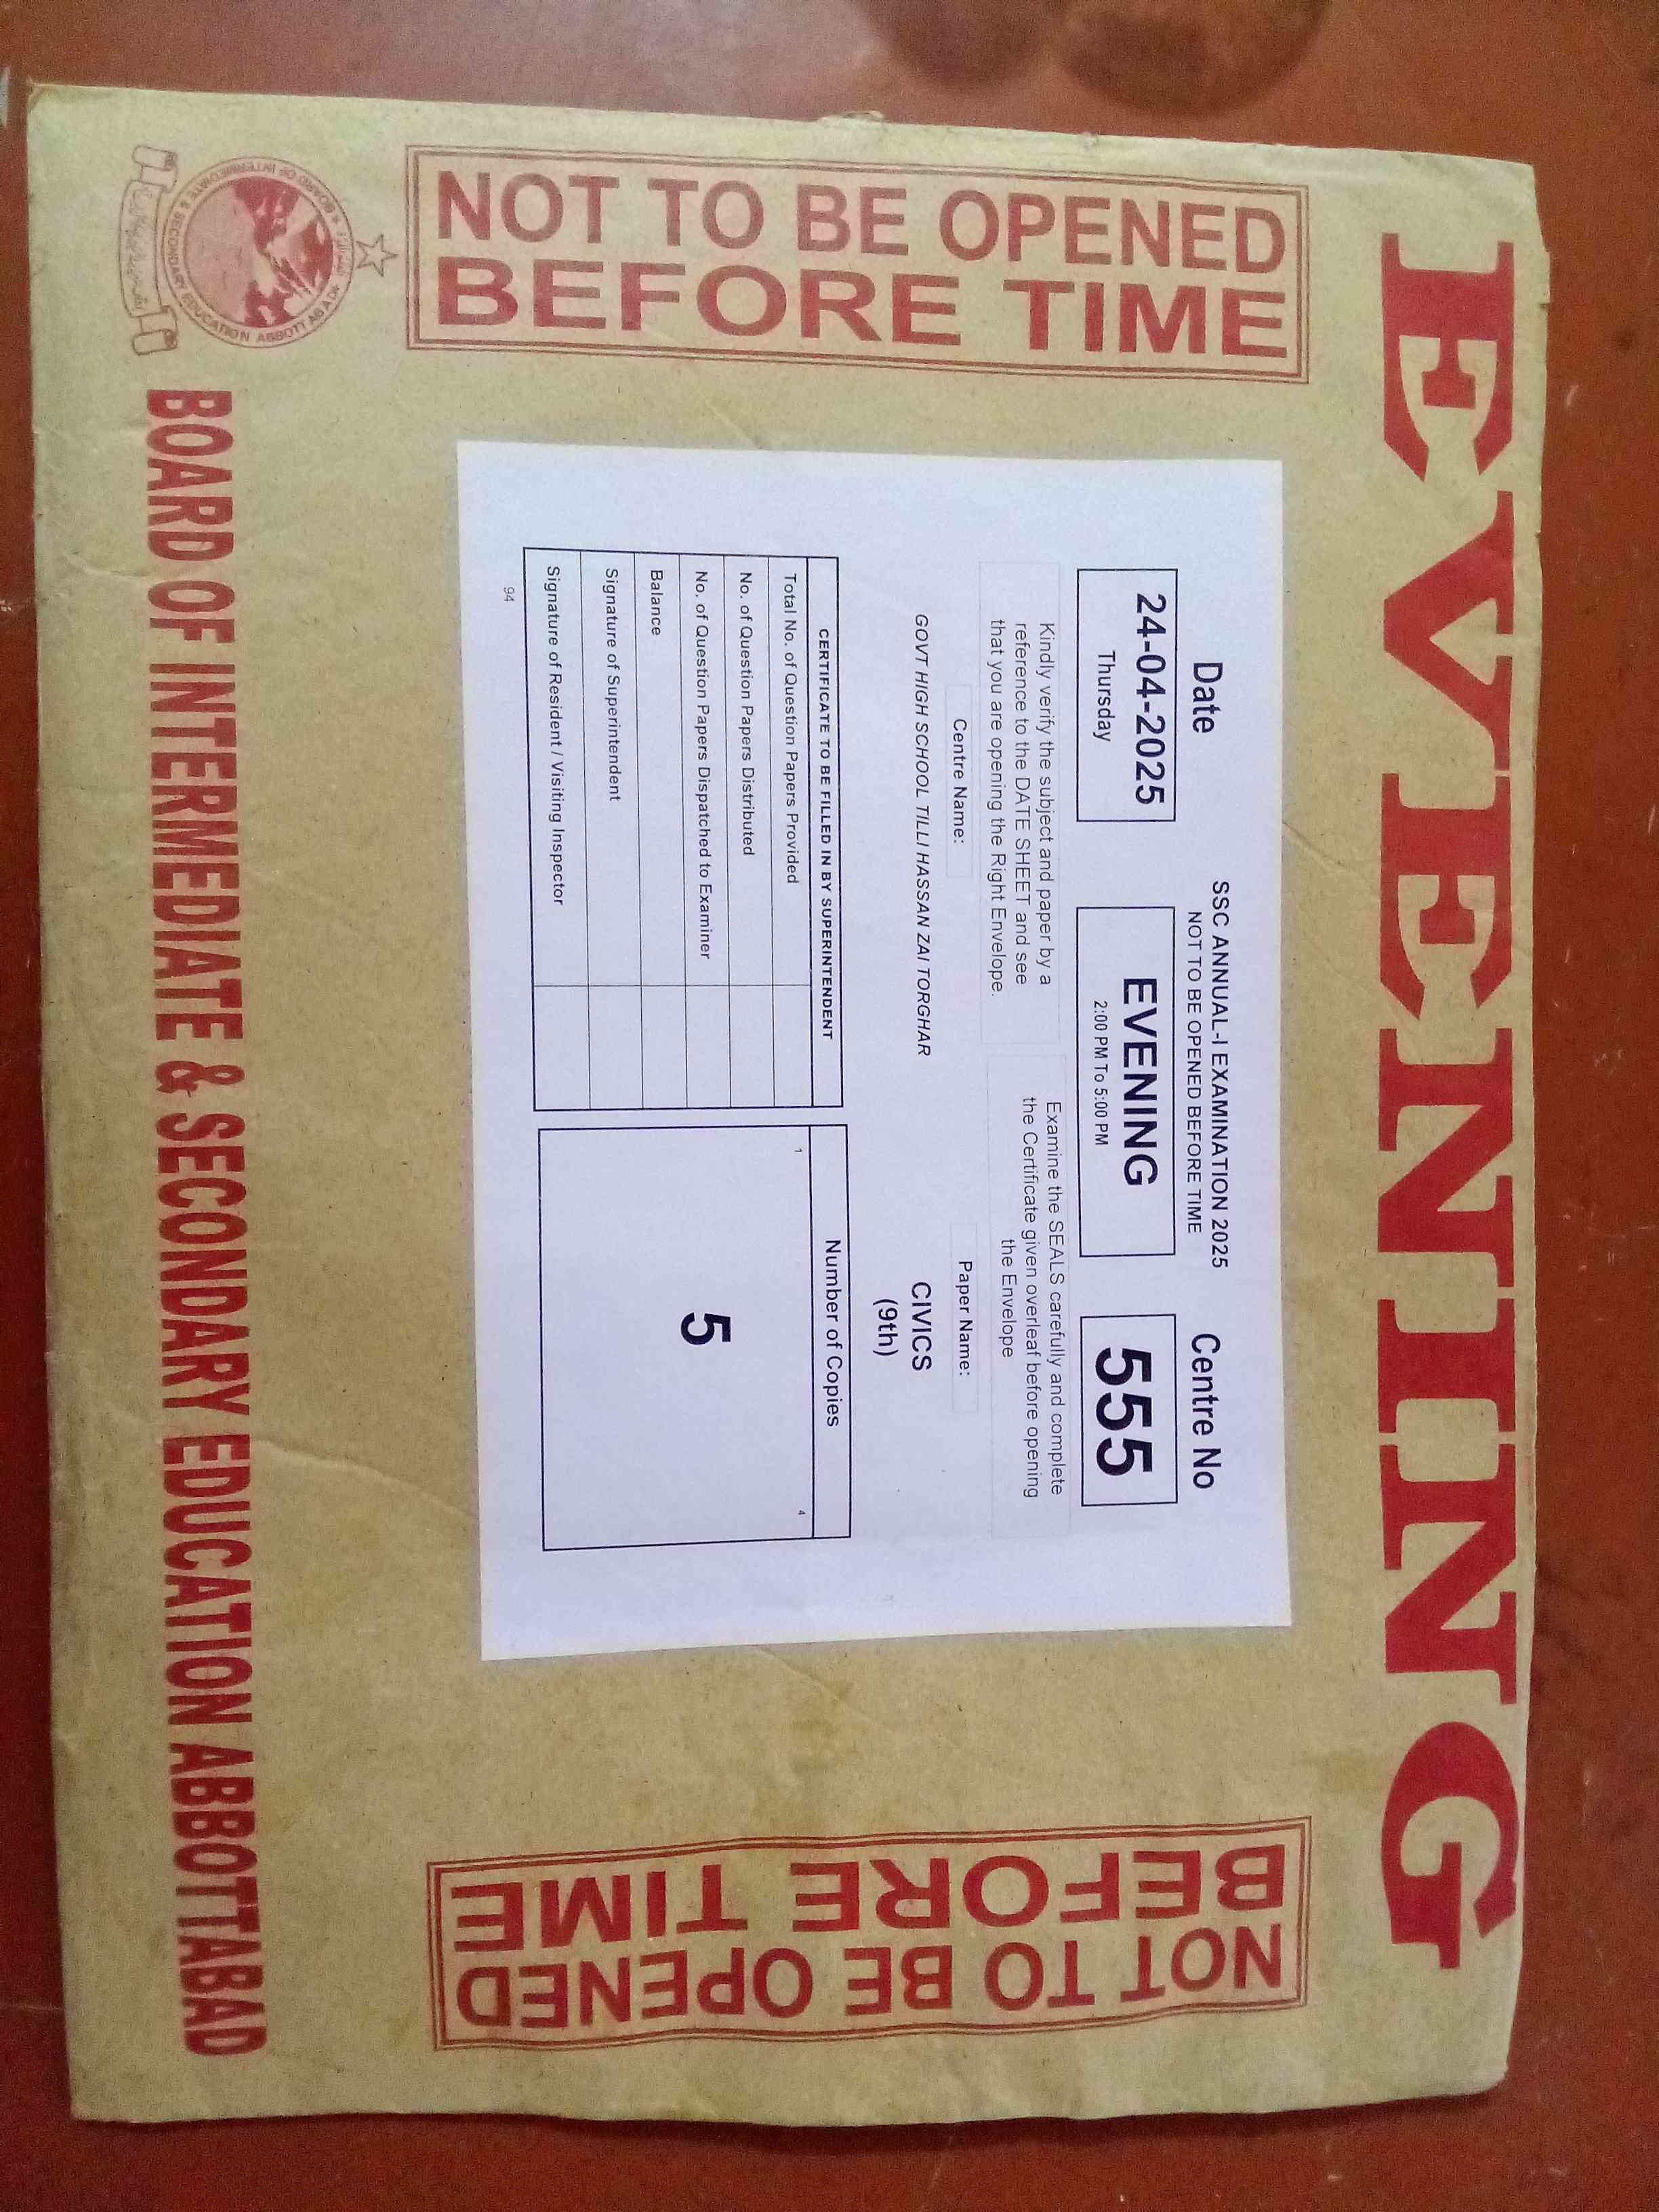 EVENING
NOT TO BE OPENED
BEFORE TIME
Date
24-04-2025
Thursday
SSC ANNUAL-I EXAMINATION 2025
NOT TO BE OPENED BEFORE TIME
EVENING
2:00 PM To 5:00 PM
Centre No
555
Kindly verify the subject and paper by a
reference to the DATE SHEET and see
that you are opening the Right Envelope.
Examine the SEALS carefully and complete
the Certificate given overleaf before opening
the Envelope
Centre Name:
GOVT HIGH SCHOOL TILLI HASSAN ZAI TORGHAR
Paper Name:
CIVICS
(9th)
CERTIFICATE TO BE FILLED IN BY SUPERINTENDENT
Total No. of Question Papers Provided
No. of Question Papers Distributed
No. of Question Papers Dispatched to Examiner
Balance
Signature of Superintendent
Signature of Resident / Visiting Inspector
94
Number of Copies
1
4
5
NOT TO BE OPENED
BEFORE TIME
BOARD OF INTERMEDIATE & SECONDARY EDUCATION ABBOTTABAD
BOARD OF INTERMEDIATE & SECONDARY EDUCATION ABBOTTABAD